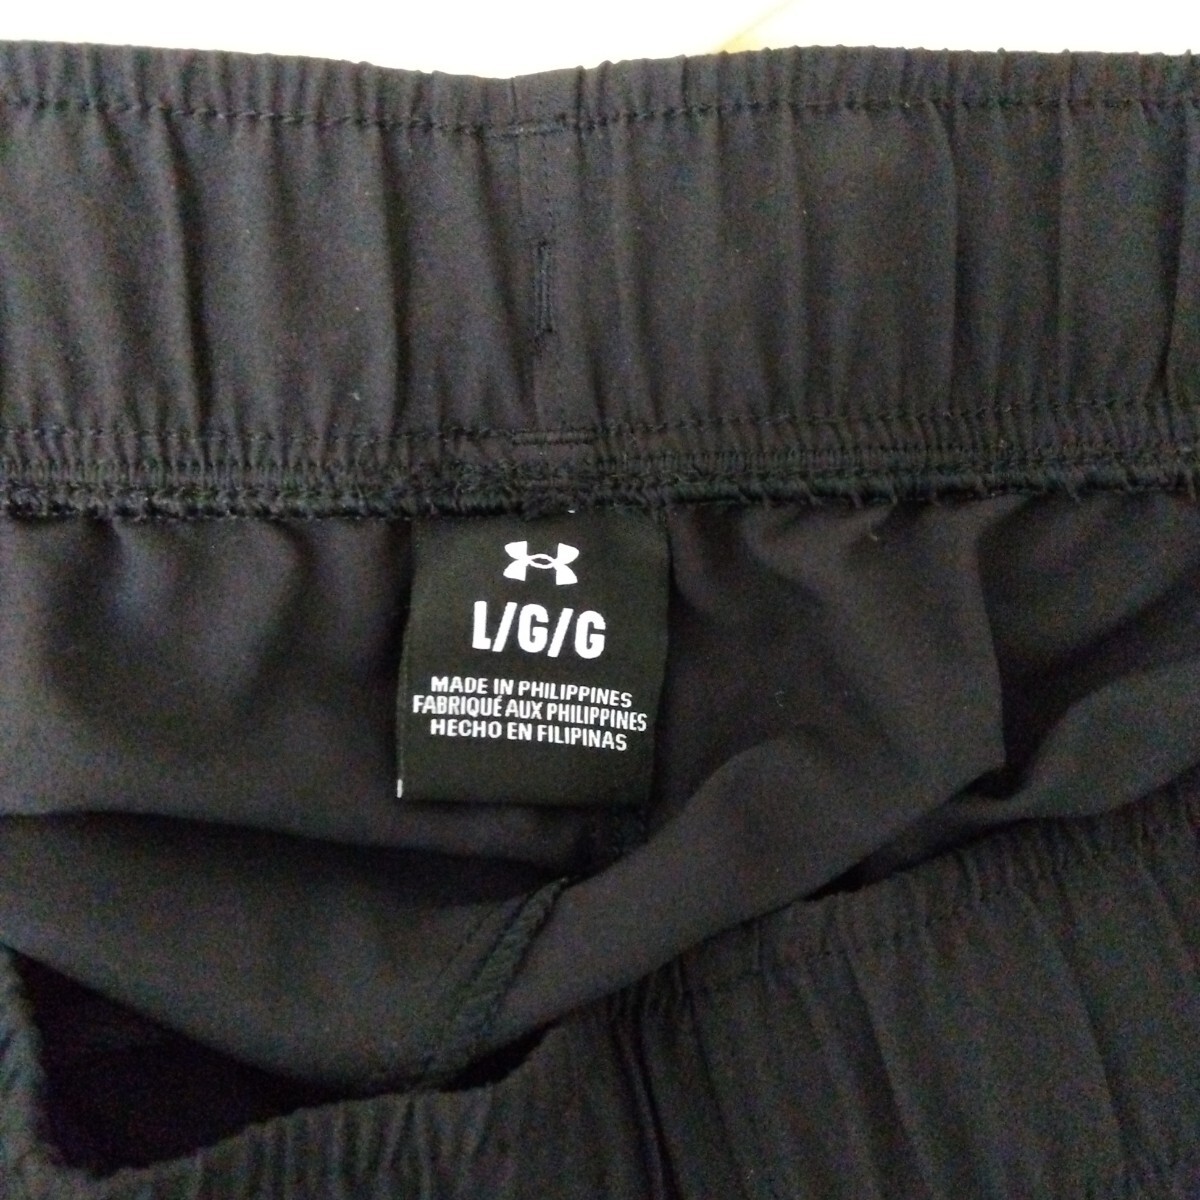 L/G/G
MADE IN PHILIPPINES
FABRIQUÉ AUX PHILIPPINES
HECHO EN FILIPINAS